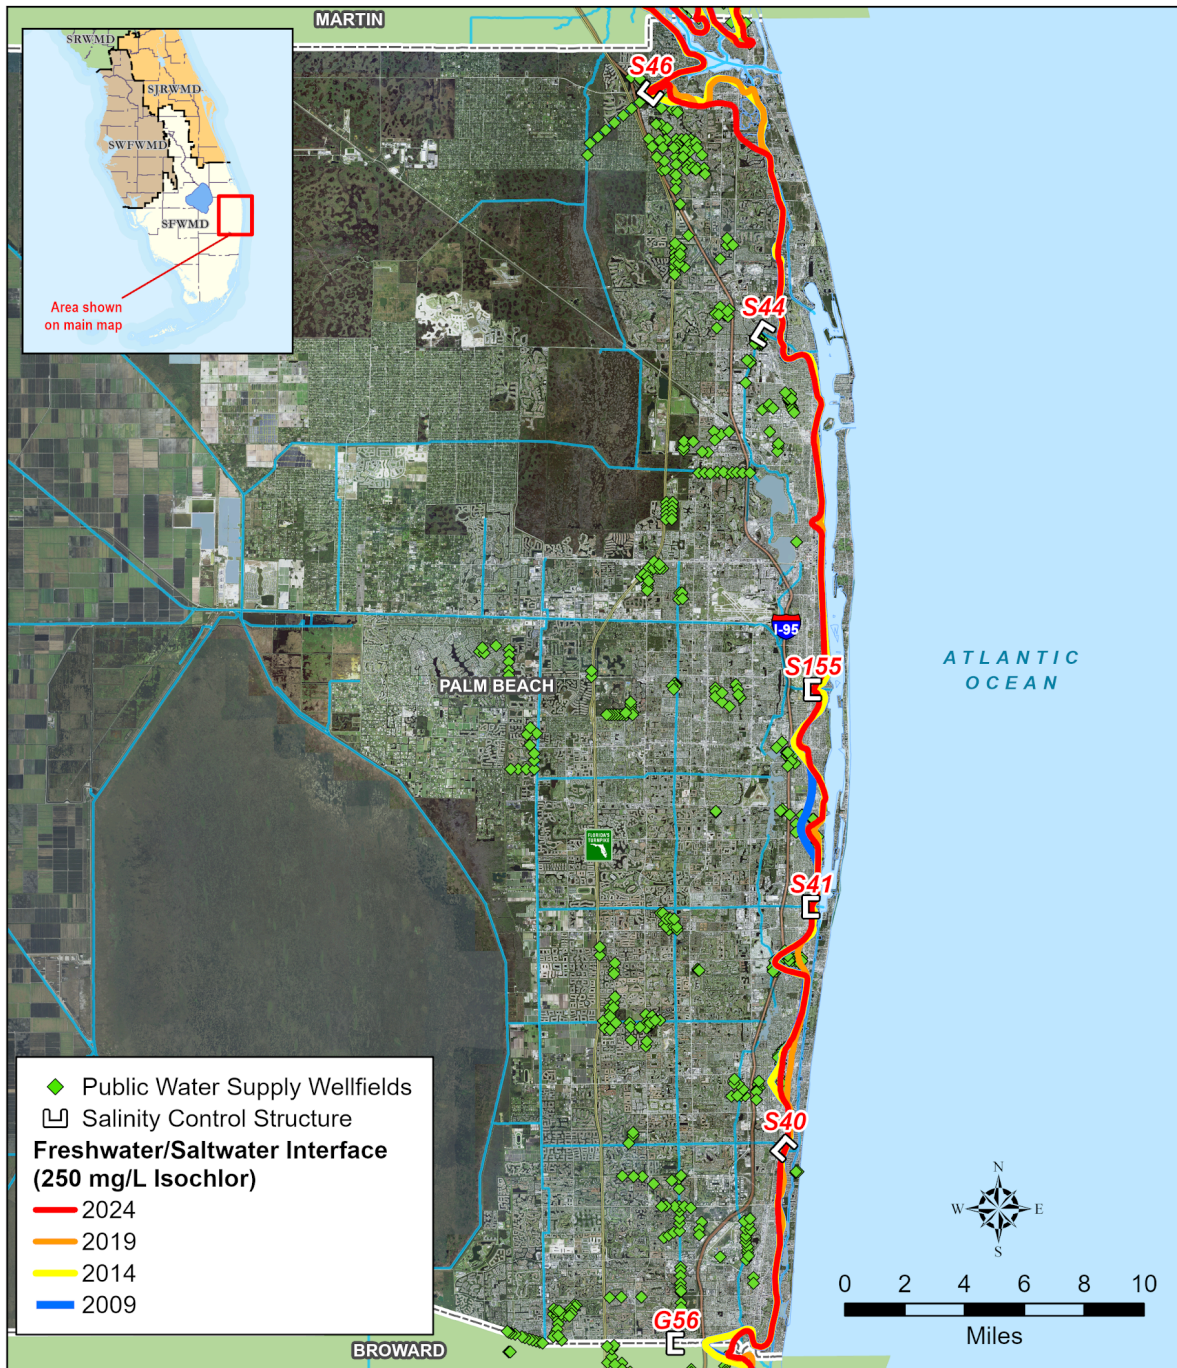 MARTIN
SRWMD
SJRWMD
SWFWMD
SFWMD
Area shown
on main map
S46
S44
I-95
S155
ATLANTIC
OCEAN
PALM BEACH
FLORIDA'S
TURNPIKE
S41
S40
G56
BROWARD
Public Water Supply Wellfields
Salinity Control Structure
Freshwater/Saltwater Interface
(250 mg/L Isochlor)
2024
2019
2014
2009
N
W E
S
0 2 4 6 8 10
Miles